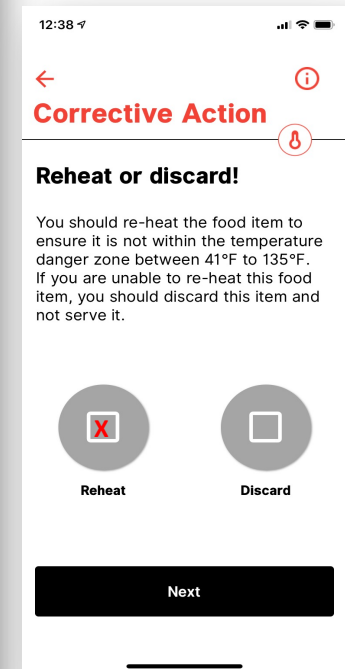 12:38
Corrective Action
Reheat or discard!
You should re-heat the food item to
ensure it is not within the temperature
danger zone between 41°F to 135°F.
If you are unable to re-heat this food
item, you should discard this item and
not serve it.
X
Reheat
Discard
Next